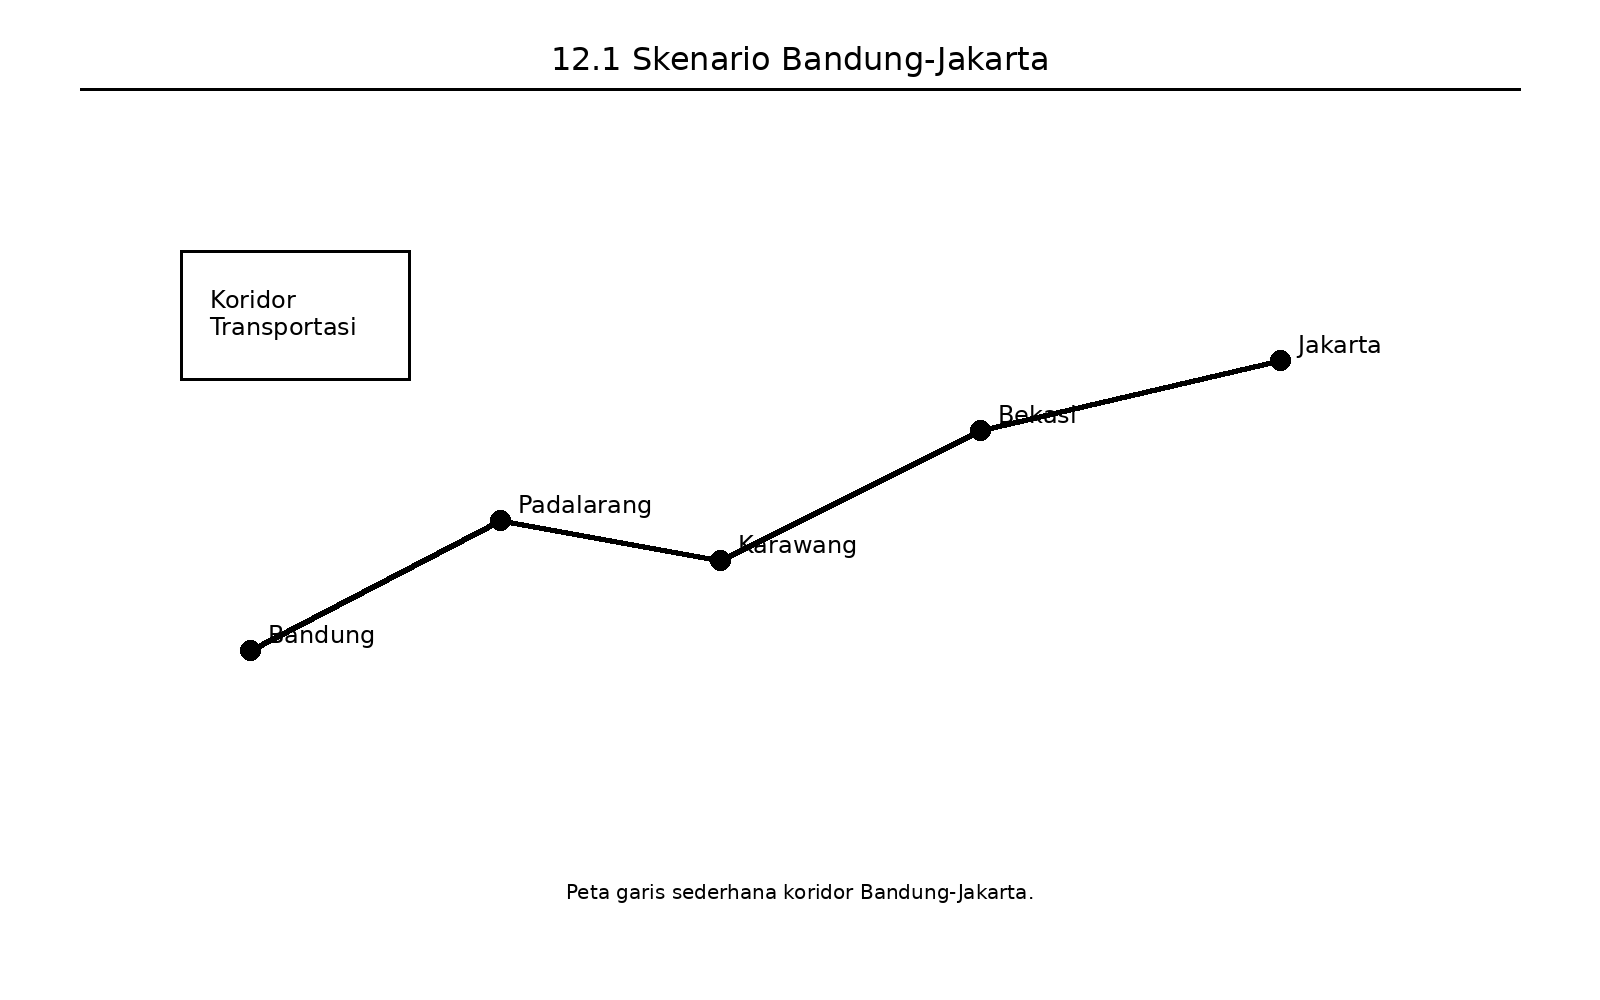 12.1 Skenario Bandung-Jakarta
Koridor
Transportasi
Jakarta
Bekasi
Padalarang
Karawang
Bandung
Peta garis sederhana koridor Bandung-Jakarta.